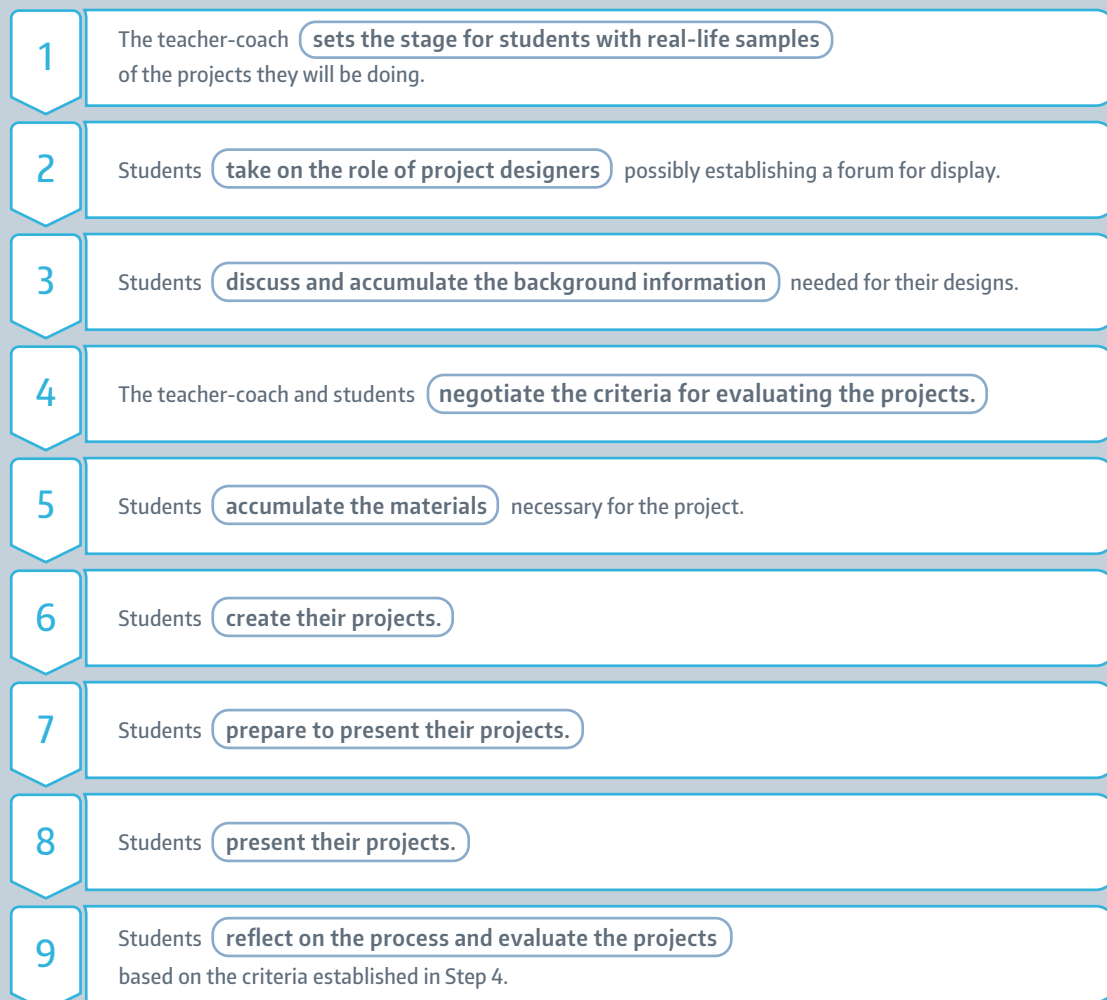 1
The teacher-coach sets the stage for students with real-life samples
of the projects they will be doing.
2
Students take on the role of project designers possibly establishing a forum for display.
3
Students discuss and accumulate the background information needed for their designs.
4
The teacher-coach and students negotiate the criteria for evaluating the projects.
5
Students accumulate the materials necessary for the project.
6
Students create their projects.
7
Students prepare to present their projects.
8
Students present their projects.
9
Students reflect on the process and evaluate the projects
based on the criteria established in Step 4.